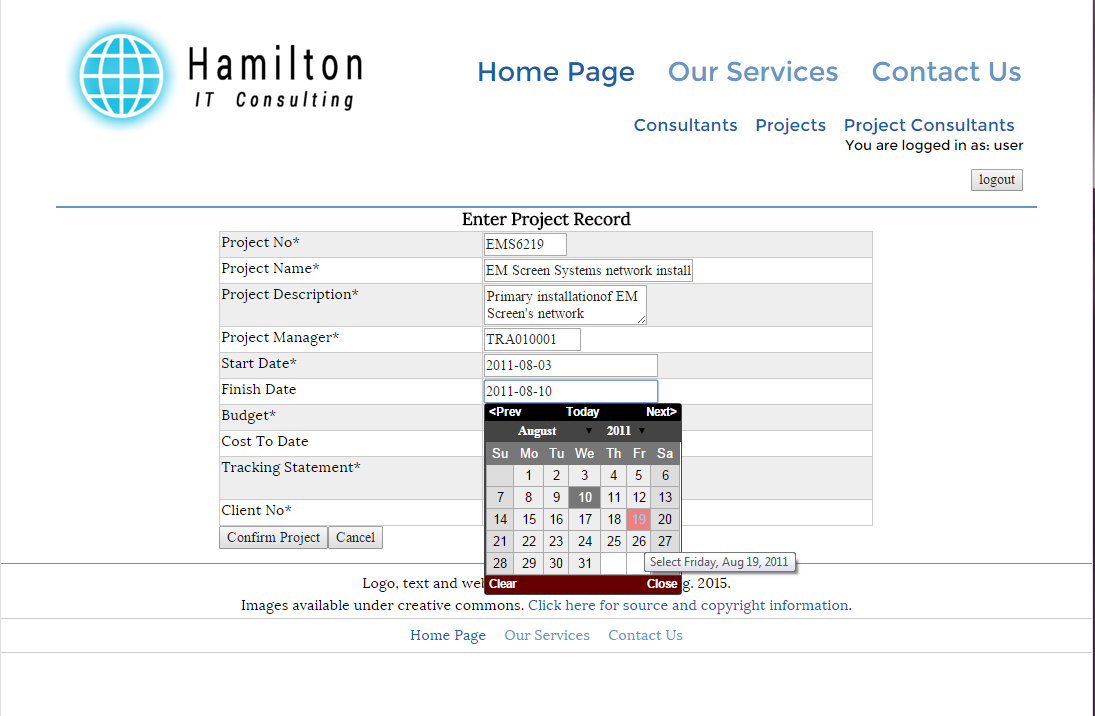 Hamilton
IT Consulting
Home Page Our Services Contact Us
Consultants Projects Project Consultants
You are logged in as: user
logout
Enter Project Record
Project No* EMS6219
Project Name* EM Screen Systems network install
Project Description* Primary installationof EM
Screen's network
Project Manager* TRA010001
Start Date* 2011-08-03
Finish Date 2011-08-10
Budget*
Cost To Date
Tracking Statement*
Client No*
<Prev Today Next>
August 2011
Su Mo Tu We Th Fr Sa
1 2 3 4 5 6
7 8 9 10 11 12 13
14 15 16 17 18 19 20
21 22 23 24 25 26 27
28 29 30 31
Select Friday, Aug 19, 2011
Clear Close
Confirm Project Cancel
Logo, text and g. 2015.
Images available under creative commons. Click here for source and copyright information.
Home Page Our Services Contact Us